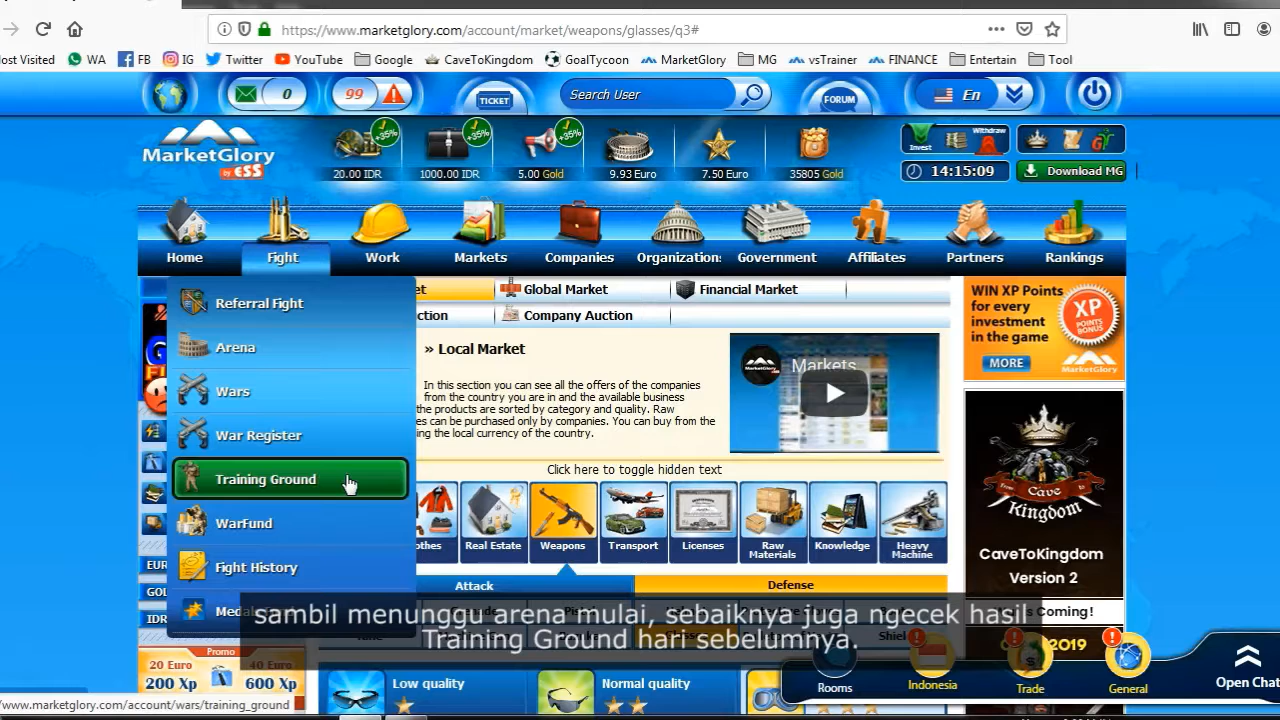 https://www.marketglory.com/account/market/weapons/glasses/q3#
ost Visited WA FB IG Twitter YouTube Google CaveToKingdom GoalTycoon MarketGlory MG vsTrainer FINANCE Entertain Tool
0 99 TICKET Search User FORUM En
MarketGlory
by ESS
+35% +35% +35%
20.00 IDR 1000.00 IDR 5.00 Gold 9.93 Euro 7.50 Euro 35805 Gold
Invest Withdraw
14:15:09 Download MG
Home Fight Work Markets Companies Organizations Government Affiliates Partners Rankings
Referral Fight
Arena
Wars
War Register
Training Ground
WarFund
Fight History
et Global Market Financial Market
ction Company Auction
» Local Market
In this section you can see all the offers of the companies
from the country you are in and the available business
the products are sorted by category and quality. Raw
es can be purchased only by companies. You can buy from the
ng the local currency of the country.
Markets
Click here to toggle hidden text
othes Real Estate Weapons Transport Licenses Raw Materials Knowledge Heavy Machine
Attack Defense
WIN XP Points
for every
investment
in the game
XP
POINTS
BONUS
MORE
MarketGlory
Cave
Kingdom
CaveToKingdom
Version 2
Coming!
2019
EUR
GOL
IDR
sambil menunggu arena mulai, sebaiknya juga ngecek hasil
Training Ground hari sebelumnya.
Promo
20 Euro 40 Euro
200 Xp 600 Xp
Low quality Normal quality
Rooms Indonesia Trade General Open Chat
www.marketglory.com/account/wars/training_ground